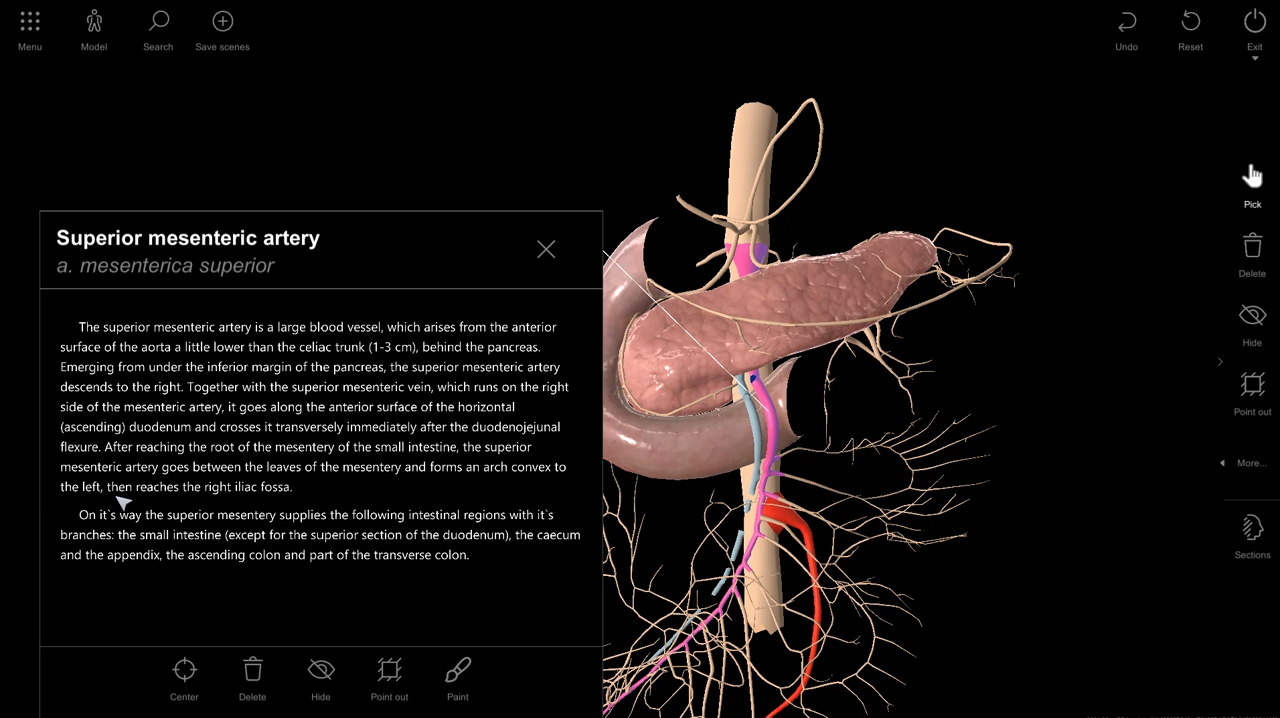 Menu
Model
Search
Save scenes
Undo
Reset
Exit
Pick
Superior mesenteric artery
a. mesenterica superior
Delete
The superior mesenteric artery is a large blood vessel, which arises from the anterior
surface of the aorta a little lower than the celiac trunk (1-3 cm), behind the pancreas.
Emerging from under the inferior margin of the pancreas, the superior mesenteric artery
descends to the right. Together with the superior mesenteric vein, which runs on the right
side of the mesenteric artery, it goes along the anterior surface of the horizontal
(ascending) duodenum and crosses it transversely immediately after the duodenojejunal
flexure. After reaching the root of the mesentery of the small intestine, the superior
mesenteric artery goes between the leaves of the mesentery and forms an arch convex to
the left, then reaches the right iliac fossa.
On it`s way the superior mesentery supplies the following intestinal regions with it`s
branches: the small intestine (except for the superior section of the duodenum), the caecum
and the appendix, the ascending colon and part of the transverse colon.
Hide
Point out
More...
Sections
Center
Delete
Hide
Point out
Paint